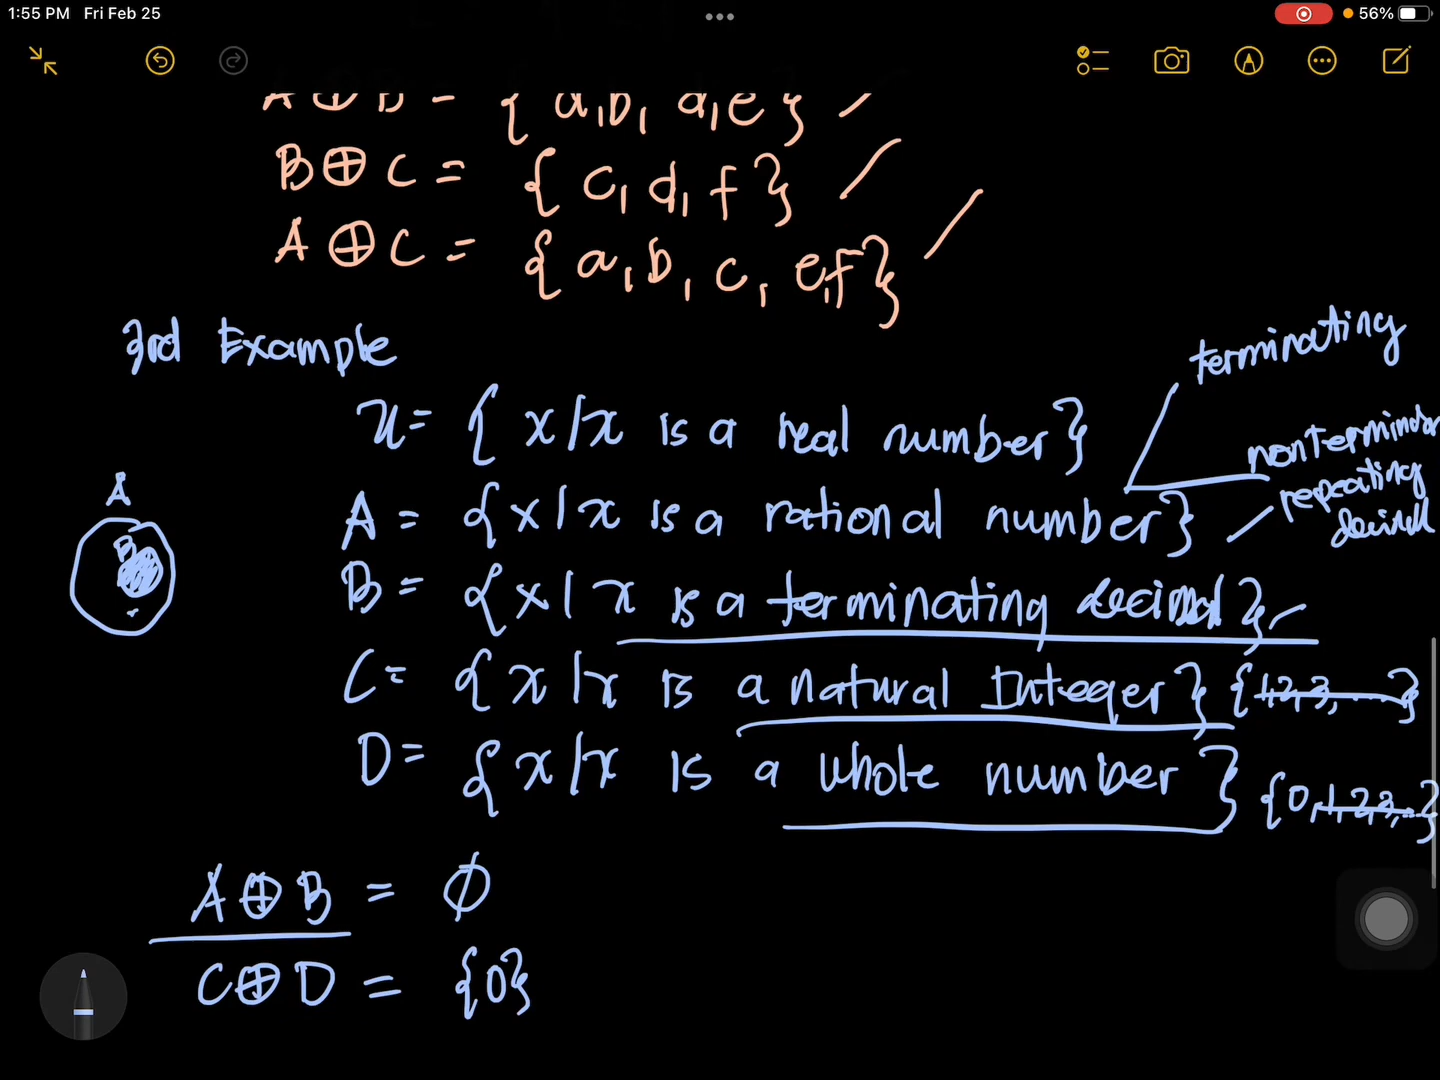 1:55 PM Fri Feb 25
56%
A ⊕ B = { a, b, d, e }
B ⊕ C = { c, d, f }
A ⊕ C = { a, b, c, e, f }
3rd Example
terminating
U = { x / x is a real number }
nonterminating
repeating
decimal
A
B
A = { x | x is a rational number }
B = { x | x is a terminating decimal }
C = { x | x is a natural Integer } { 1, 2, 3, ... }
D = { x / x is a whole number } { 0, 1, 2, 3, ... }
A ⊕ B = ∅
C ⊕ D = { 0 }